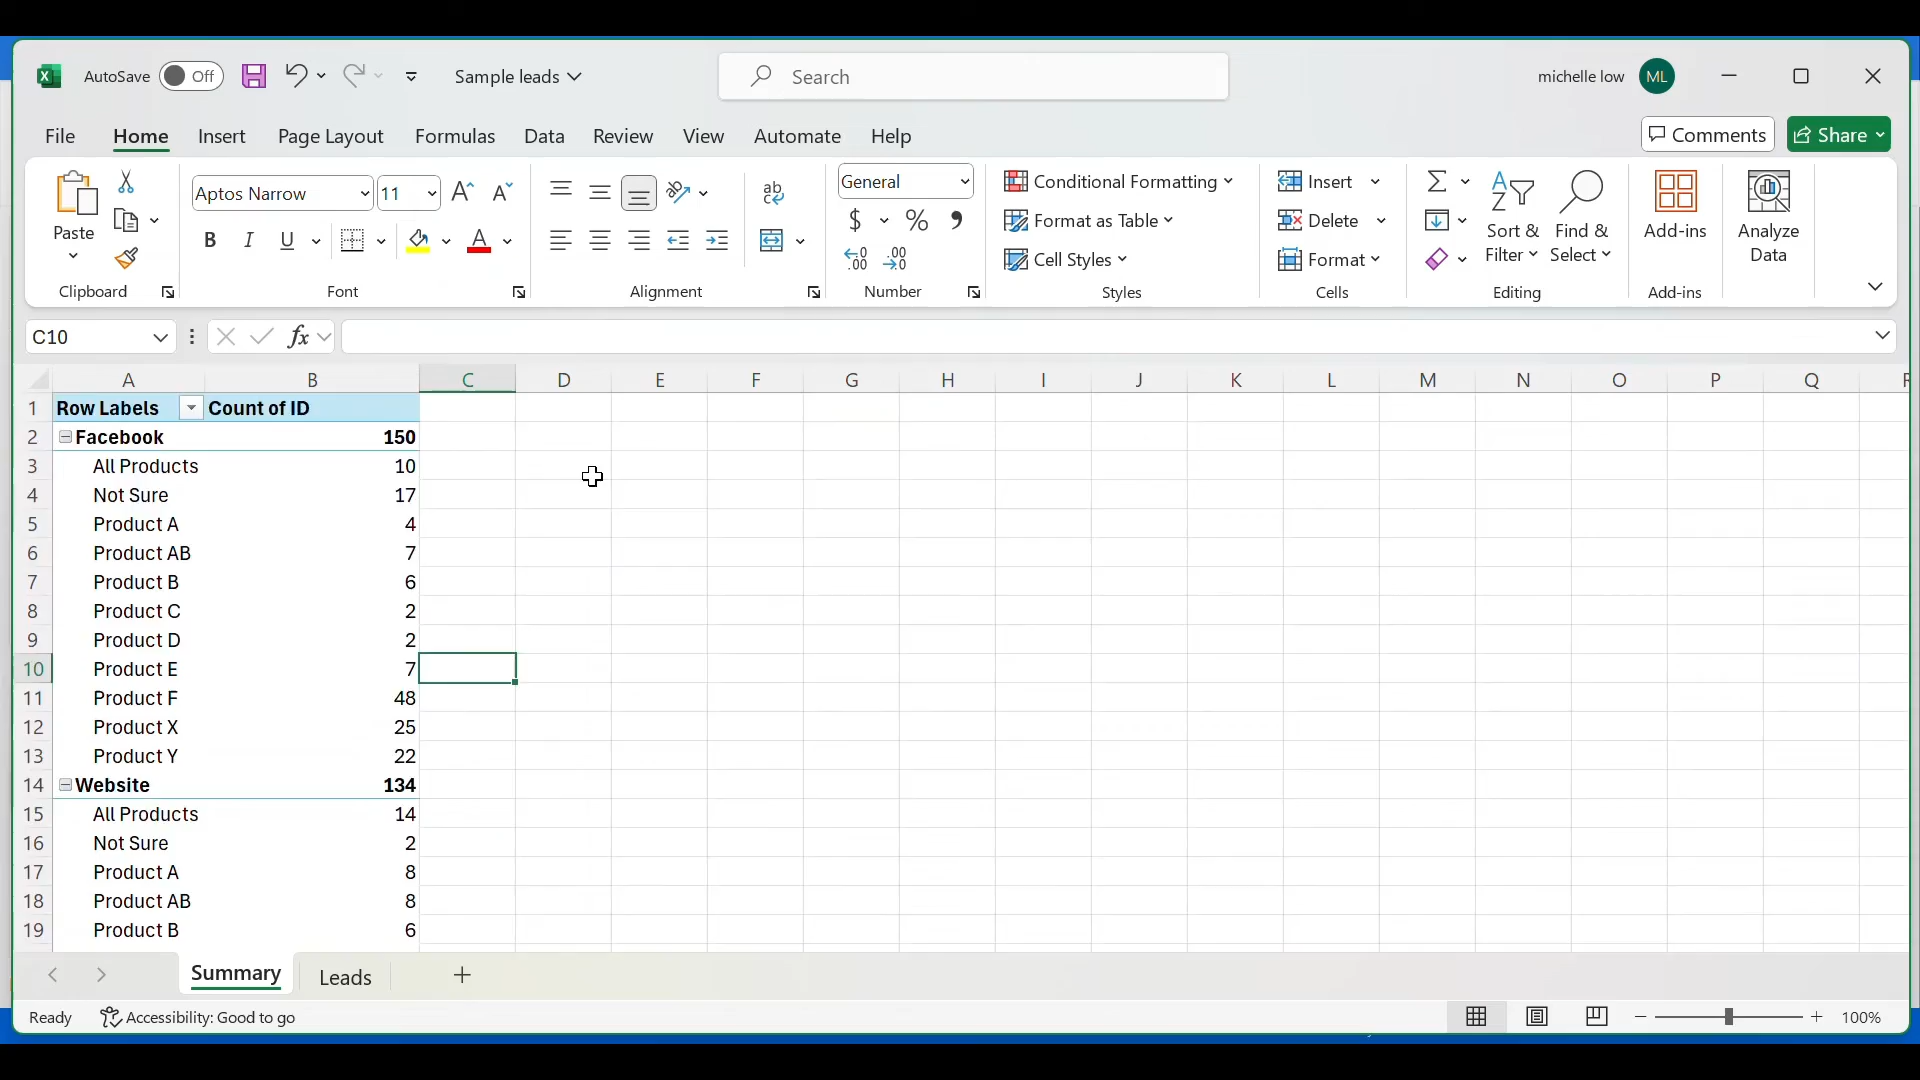 AutoSave Off Sample leads Search michelle low ML
File Home Insert Page Layout Formulas Data Review View Automate Help Comments Share
Paste Aptos Narrow 11 General Conditional Formatting Insert Sort & Find & Add-ins Analyze
B I U A $ % Format as Table Delete Filter Select Data
Cell Styles Format
Clipboard Font Alignment Number Styles Cells Editing Add-ins
C10 fx
A B C D E F G H I J K L M N O P Q R
1 Row Labels Count of ID
2 Facebook 150
3 All Products 10
4 Not Sure 17
5 Product A 4
6 Product AB 7
7 Product B 6
8 Product C 2
9 Product D 2
10 Product E 7
11 Product F 48
12 Product X 25
13 Product Y 22
14 Website 134
15 All Products 14
16 Not Sure 2
17 Product A 8
18 Product AB 8
19 Product B 6
Summary Leads
Ready Accessibility: Good to go 100%